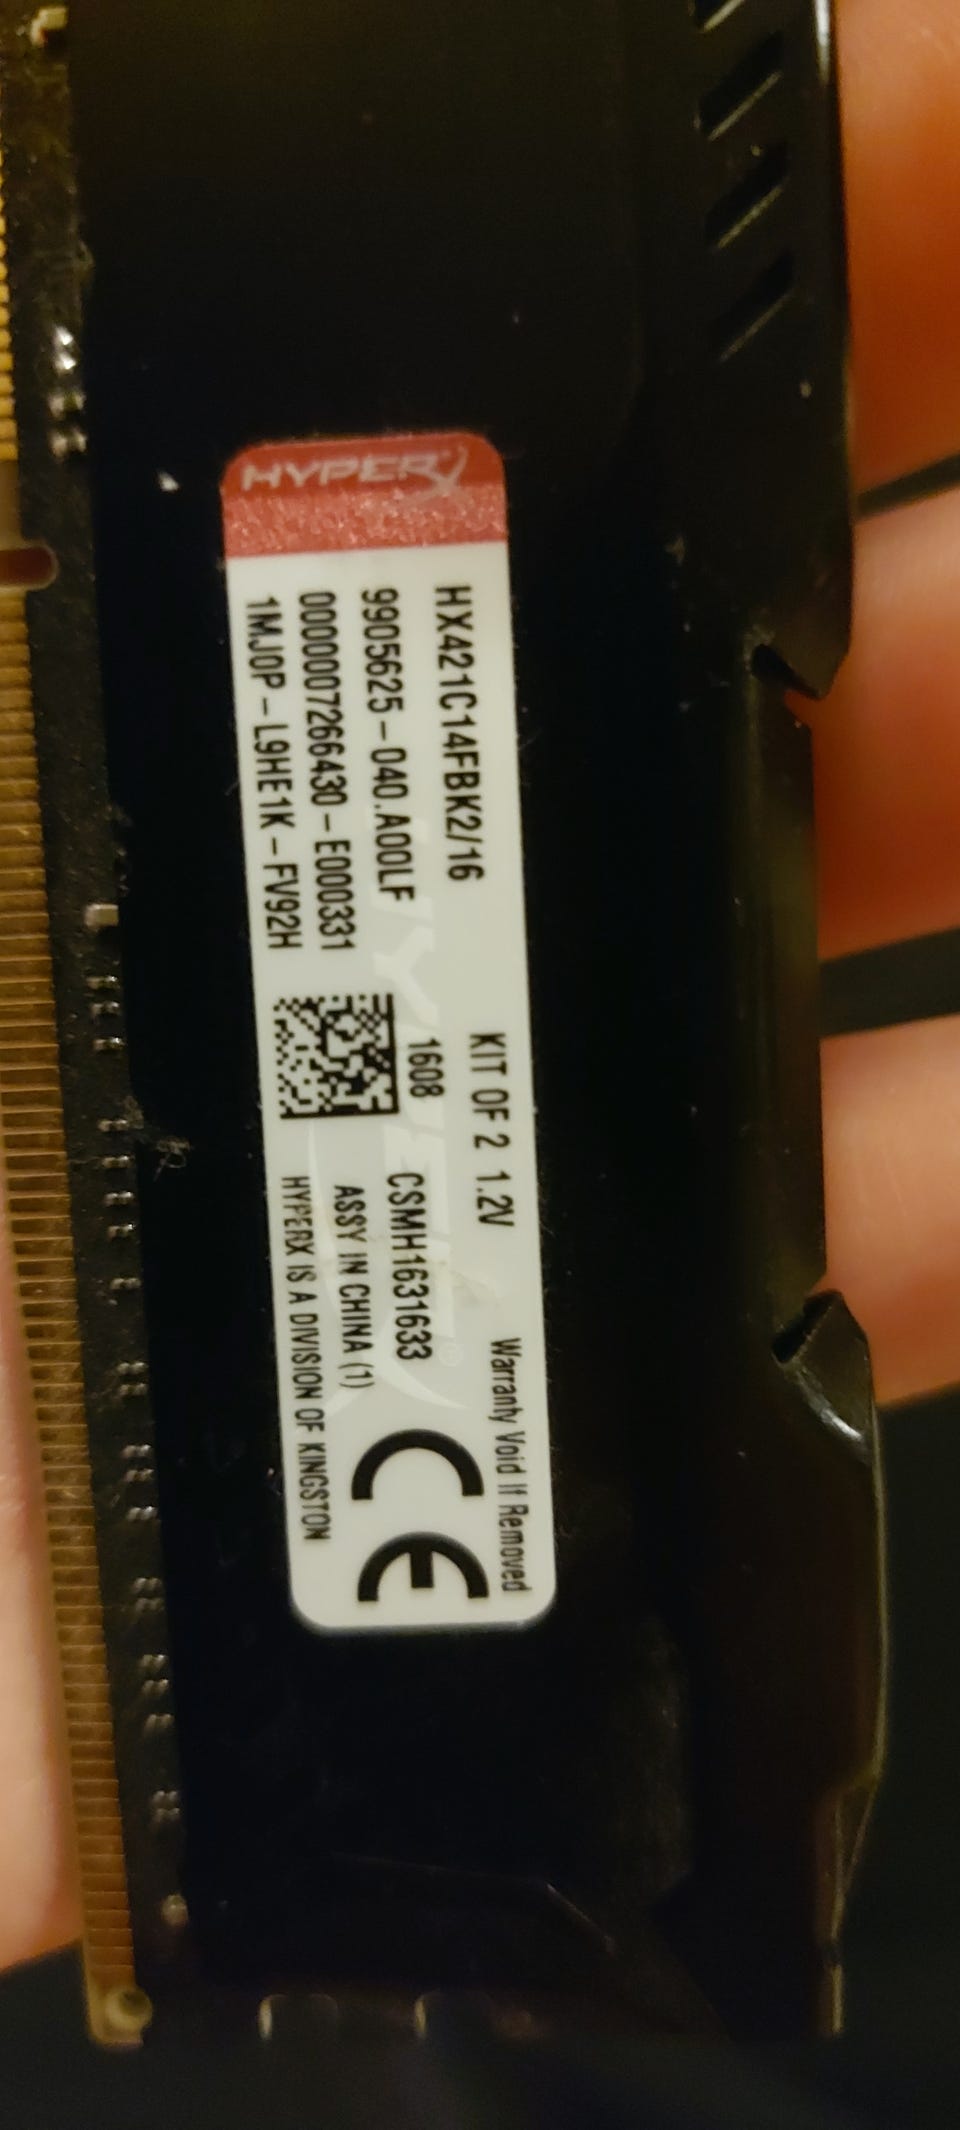 HYPERX
HX421C14FBK2/16
KIT OF 2 1.2V
Warranty Void If Removed
9905625-040.A00LF
1608
CSMH1631633
0000007266430-E000331
ASSY IN CHINA (1)
1MJ0P-L9HE1K-FV92H
HYPERX IS A DIVISION OF KINGSTON
CE
HYPERX®